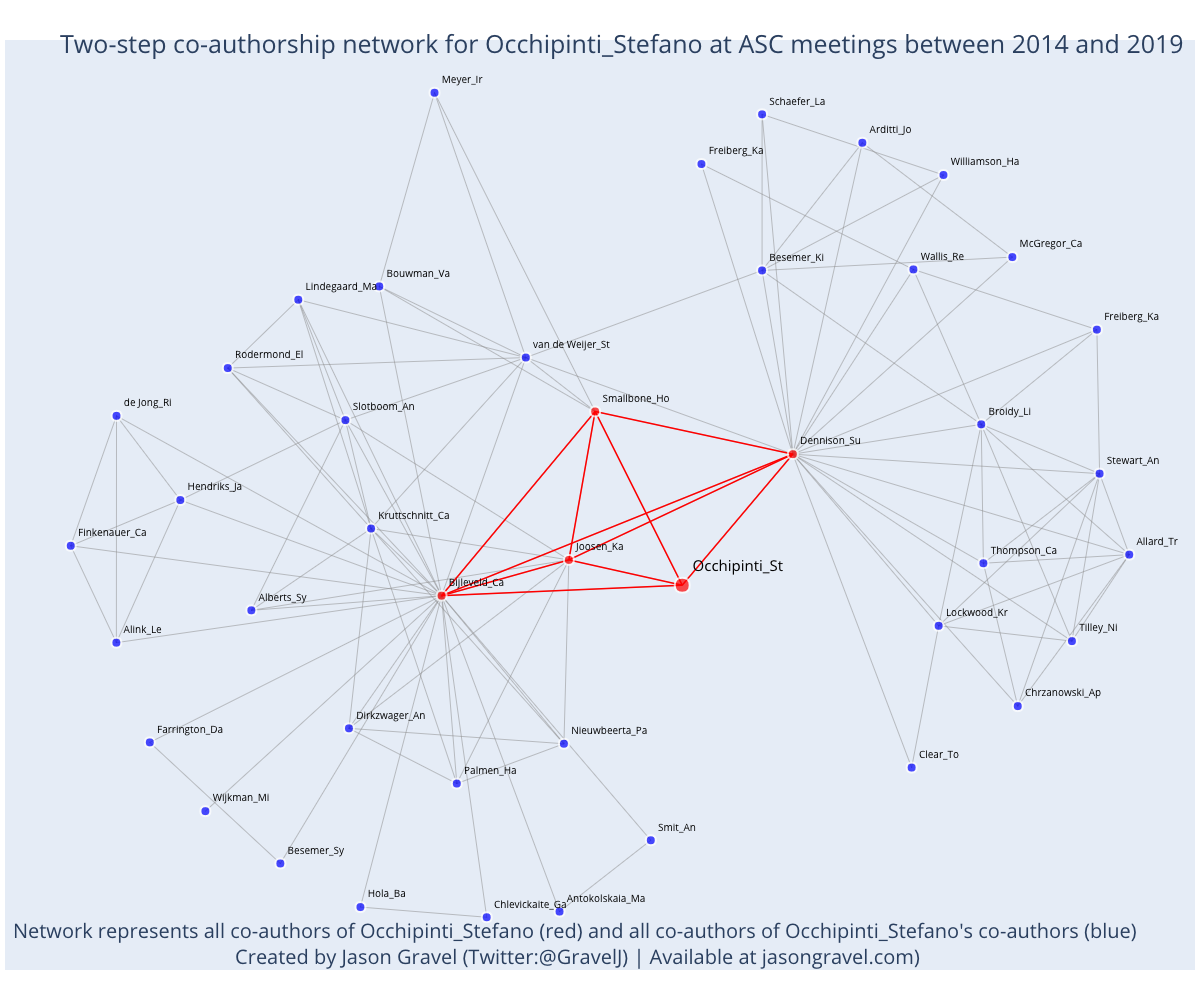 Two-step co-authorship network for Occhipinti_Stefano at ASC meetings between 2014 and 2019
Meyer_Ir
Schaefer_La
Arditti_Jo
Freiberg_Ka
Williamson_Ha
McGregor_Ca
Besemer_Ki
Wallis_Re
Bouwman_Va
Lindegaard_Ma
Freiberg_Ka
van de Weijer_St
Rodermond_El
de Jong_Ri
Slotboom_An
Smallbone_Ho
Broidy_Li
Dennison_Su
Stewart_An
Hendriks_Ja
Kruttschnitt_Ca
Finkenauer_Ca
Joosen_Ka
Allard_Tr
Thompson_Ca
Occhipinti_St
Bijleveld_Ca
Alberts_Sy
Lockwood_Kr
Alink_Le
Tilley_Ni
Chrzanowski_Ap
Dirkzwager_An
Farrington_Da
Nieuwbeerta_Pa
Clear_To
Palmen_Ha
Wijkman_Mi
Smit_An
Besemer_Sy
Hola_Ba
Antokolskaia_Ma
Chlevickaite_Ga
Network represents all co-authors of Occhipinti_Stefano (red) and all co-authors of Occhipinti_Stefano's co-authors (blue)
Created by Jason Gravel (Twitter:@GravelJ) | Available at jasongravel.com)